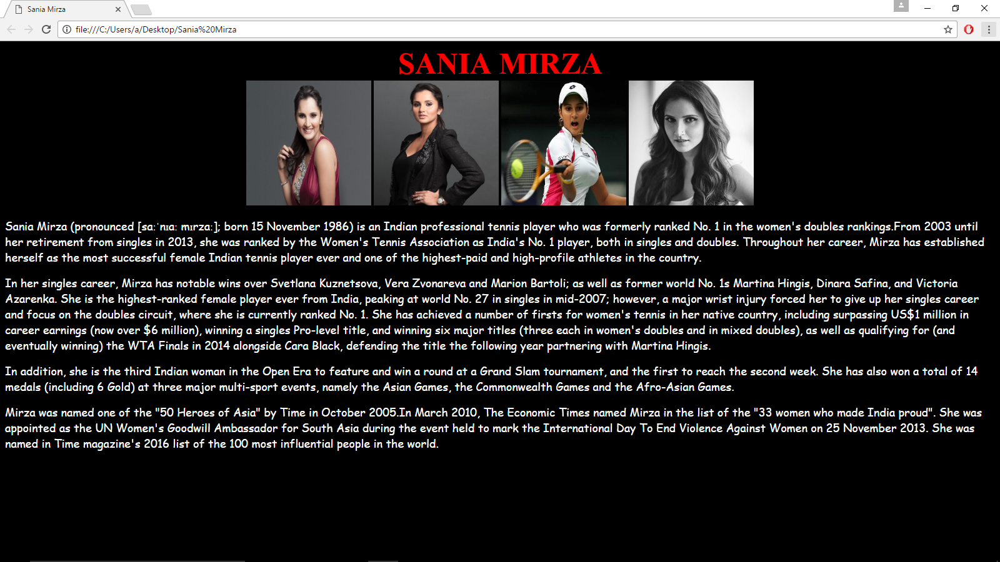 Sania Mirza
file:///C:/Users/a/Desktop/Sania%20Mirza
SANIA MIRZA
Sania Mirza (pronounced [saːˈnɪaː mɪrzaː]; born 15 November 1986) is an Indian professional tennis player who was formerly ranked No. 1 in the women's doubles rankings.From 2003 until
her retirement from singles in 2013, she was ranked by the Women's Tennis Association as India's No. 1 player, both in singles and doubles. Throughout her career, Mirza has established
herself as the most successful female Indian tennis player ever and one of the highest-paid and high-profile athletes in the country.
In her singles career, Mirza has notable wins over Svetlana Kuznetsova, Vera Zvonareva and Marion Bartoli; as well as former world No. 1s Martina Hingis, Dinara Safina, and Victoria
Azarenka. She is the highest-ranked female player ever from India, peaking at world No. 27 in singles in mid-2007; however, a major wrist injury forced her to give up her singles career
and focus on the doubles circuit, where she is currently ranked No. 1. She has achieved a number of firsts for women's tennis in her native country, including surpassing US$1 million in
career earnings (now over $6 million), winning a singles Pro-level title, and winning six major titles (three each in women's doubles and in mixed doubles), as well as qualifying for (and
eventually winning) the WTA Finals in 2014 alongside Cara Black, defending the title the following year partnering with Martina Hingis.
In addition, she is the third Indian woman in the Open Era to feature and win a round at a Grand Slam tournament, and the first to reach the second week. She has also won a total of 14
medals (including 6 Gold) at three major multi-sport events, namely the Asian Games, the Commonwealth Games and the Afro-Asian Games.
Mirza was named one of the "50 Heroes of Asia" by Time in October 2005.In March 2010, The Economic Times named Mirza in the list of the "33 women who made India proud". She was
appointed as the UN Women's Goodwill Ambassador for South Asia during the event held to mark the International Day To End Violence Against Women on 25 November 2013. She was
named in Time magazine's 2016 list of the 100 most influential people in the world.